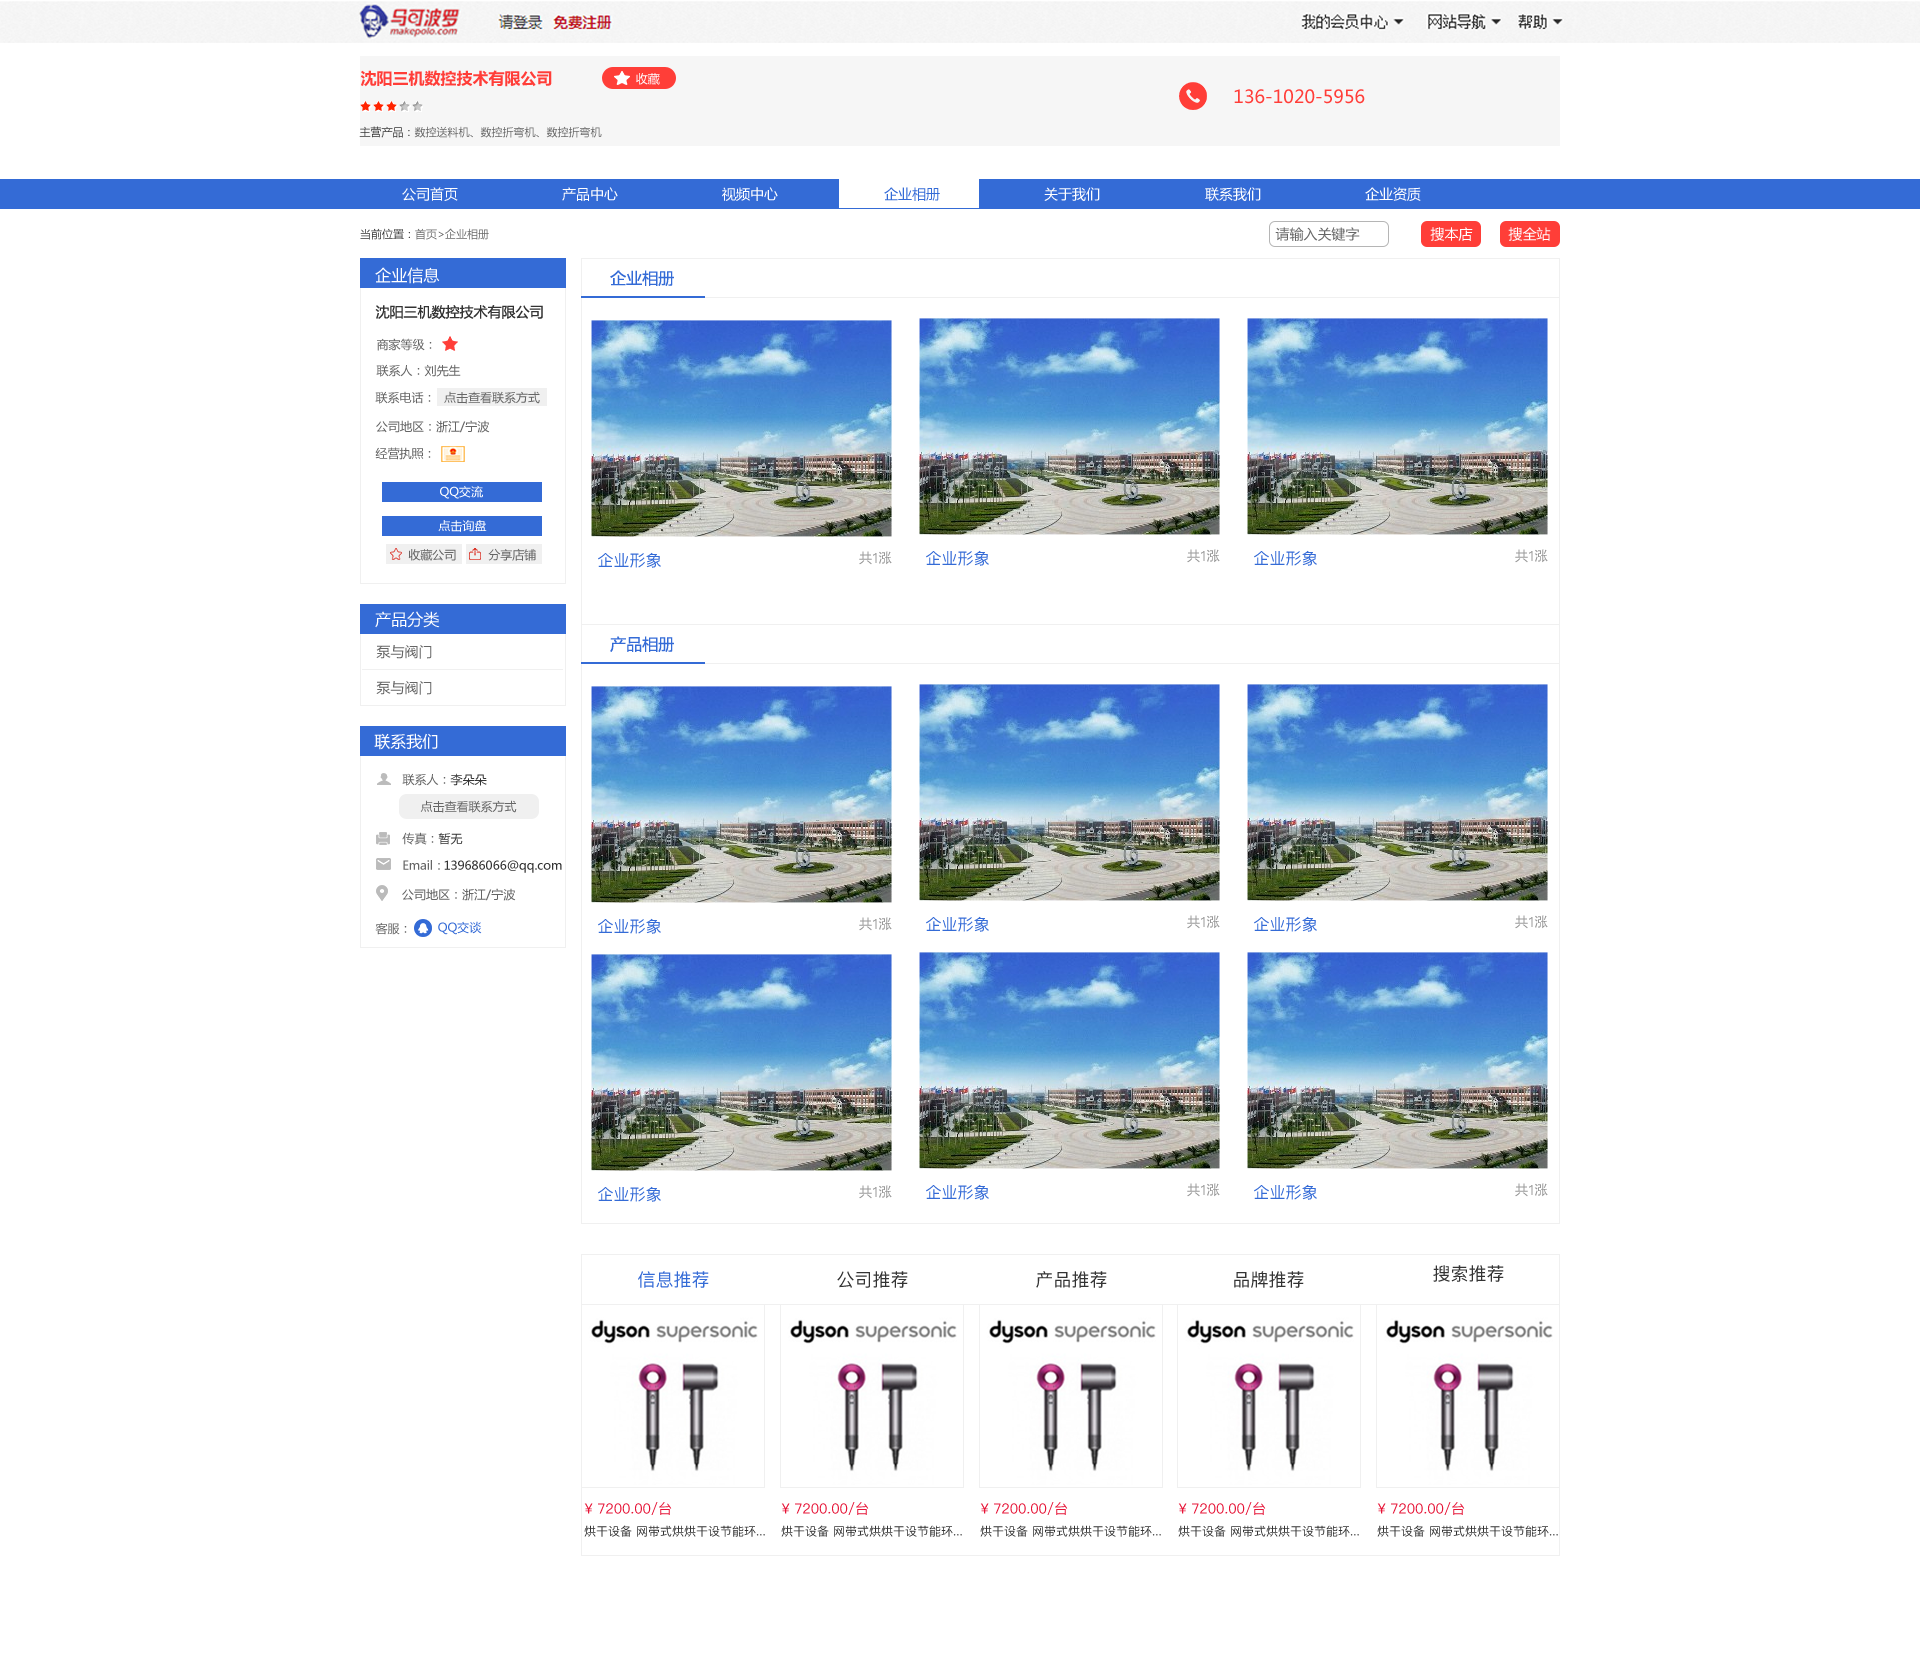 马可波罗
makepolo.com
请登录 免费注册
我的会员中心 网站导航 帮助
沈阳三机数控技术有限公司 收藏
136-1020-5956
主营产品：数控送料机、数控折弯机、数控折弯机
公司首页 产品中心 视频中心 企业相册 关于我们 联系我们 企业资质
当前位置：首页>企业相册
请输入关键字 搜本店 搜全站
企业信息
沈阳三机数控技术有限公司
商家等级：
联系人：刘先生
联系电话： 点击查看联系方式
公司地区：浙江/宁波
经营执照：
QQ交流
点击询盘
收藏公司 分享店铺
产品分类
泵与阀门
泵与阀门
联系我们
联系人：李朵朵
点击查看联系方式
传真：暂无
Email：139686066@qq.com
公司地区：浙江/宁波
客服： QQ交谈
企业相册
企业形象 共1涨 企业形象 共1涨 企业形象 共1涨
产品相册
企业形象 共1涨 企业形象 共1涨 企业形象 共1涨
企业形象 共1涨 企业形象 共1涨 企业形象 共1涨
信息推荐 公司推荐 产品推荐 品牌推荐 搜索推荐
dyson supersonic dyson supersonic dyson supersonic dyson supersonic dyson supersonic
¥ 7200.00/台 ¥ 7200.00/台 ¥ 7200.00/台 ¥ 7200.00/台 ¥ 7200.00/台
烘干设备 网带式烘烘干设节能环... 烘干设备 网带式烘烘干设节能环... 烘干设备 网带式烘烘干设节能环... 烘干设备 网带式烘烘干设节能环... 烘干设备 网带式烘烘干设节能环...